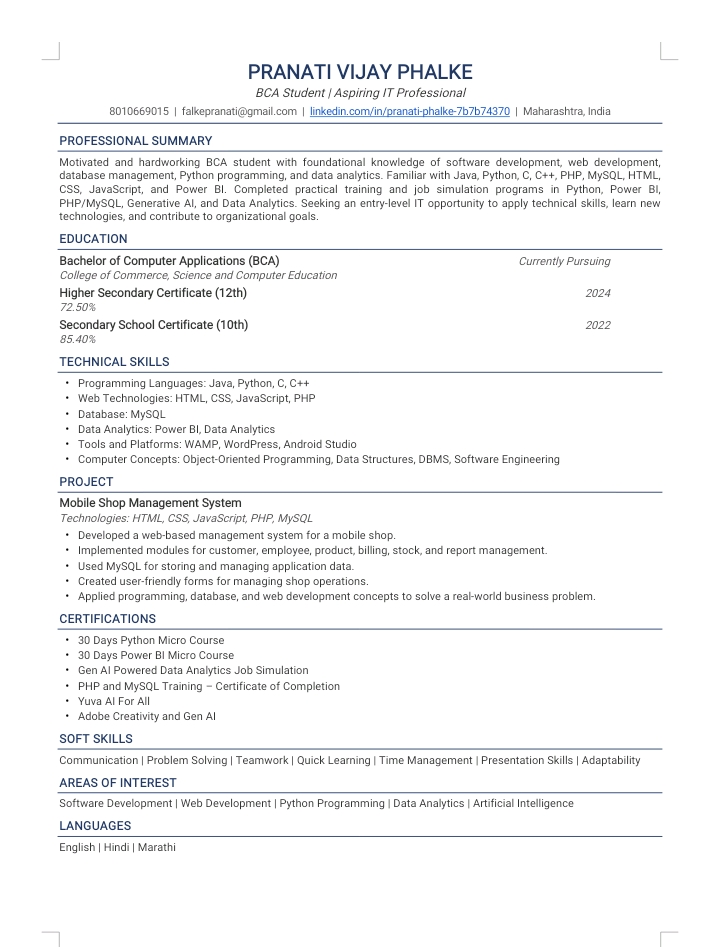 PRANATI VIJAY PHALKE
BCA Student | Aspiring IT Professional
8010669015 | falkepranati@gmail.com | linkedin.com/in/pranati-phalke-7b7b74370 | Maharashtra, India
PROFESSIONAL SUMMARY
Motivated and hardworking BCA student with foundational knowledge of software development, web development,
database management, Python programming, and data analytics. Familiar with Java, Python, C, C++, PHP, MySQL, HTML,
CSS, JavaScript, and Power BI. Completed practical training and job simulation programs in Python, Power BI,
PHP/MySQL, Generative AI, and Data Analytics. Seeking an entry-level IT opportunity to apply technical skills, learn new
technologies, and contribute to organizational goals.
EDUCATION
Bachelor of Computer Applications (BCA) Currently Pursuing
College of Commerce, Science and Computer Education
Higher Secondary Certificate (12th) 2024
72.50%
Secondary School Certificate (10th) 2022
85.40%
TECHNICAL SKILLS
• Programming Languages: Java, Python, C, C++
• Web Technologies: HTML, CSS, JavaScript, PHP
• Database: MySQL
• Data Analytics: Power BI, Data Analytics
• Tools and Platforms: WAMP, WordPress, Android Studio
• Computer Concepts: Object-Oriented Programming, Data Structures, DBMS, Software Engineering
PROJECT
Mobile Shop Management System
Technologies: HTML, CSS, JavaScript, PHP, MySQL
• Developed a web-based management system for a mobile shop.
• Implemented modules for customer, employee, product, billing, stock, and report management.
• Used MySQL for storing and managing application data.
• Created user-friendly forms for managing shop operations.
• Applied programming, database, and web development concepts to solve a real-world business problem.
CERTIFICATIONS
• 30 Days Python Micro Course
• 30 Days Power BI Micro Course
• Gen AI Powered Data Analytics Job Simulation
• PHP and MySQL Training – Certificate of Completion
• Yuva AI For All
• Adobe Creativity and Gen AI
SOFT SKILLS
Communication | Problem Solving | Teamwork | Quick Learning | Time Management | Presentation Skills | Adaptability
AREAS OF INTEREST
Software Development | Web Development | Python Programming | Data Analytics | Artificial Intelligence
LANGUAGES
English | Hindi | Marathi